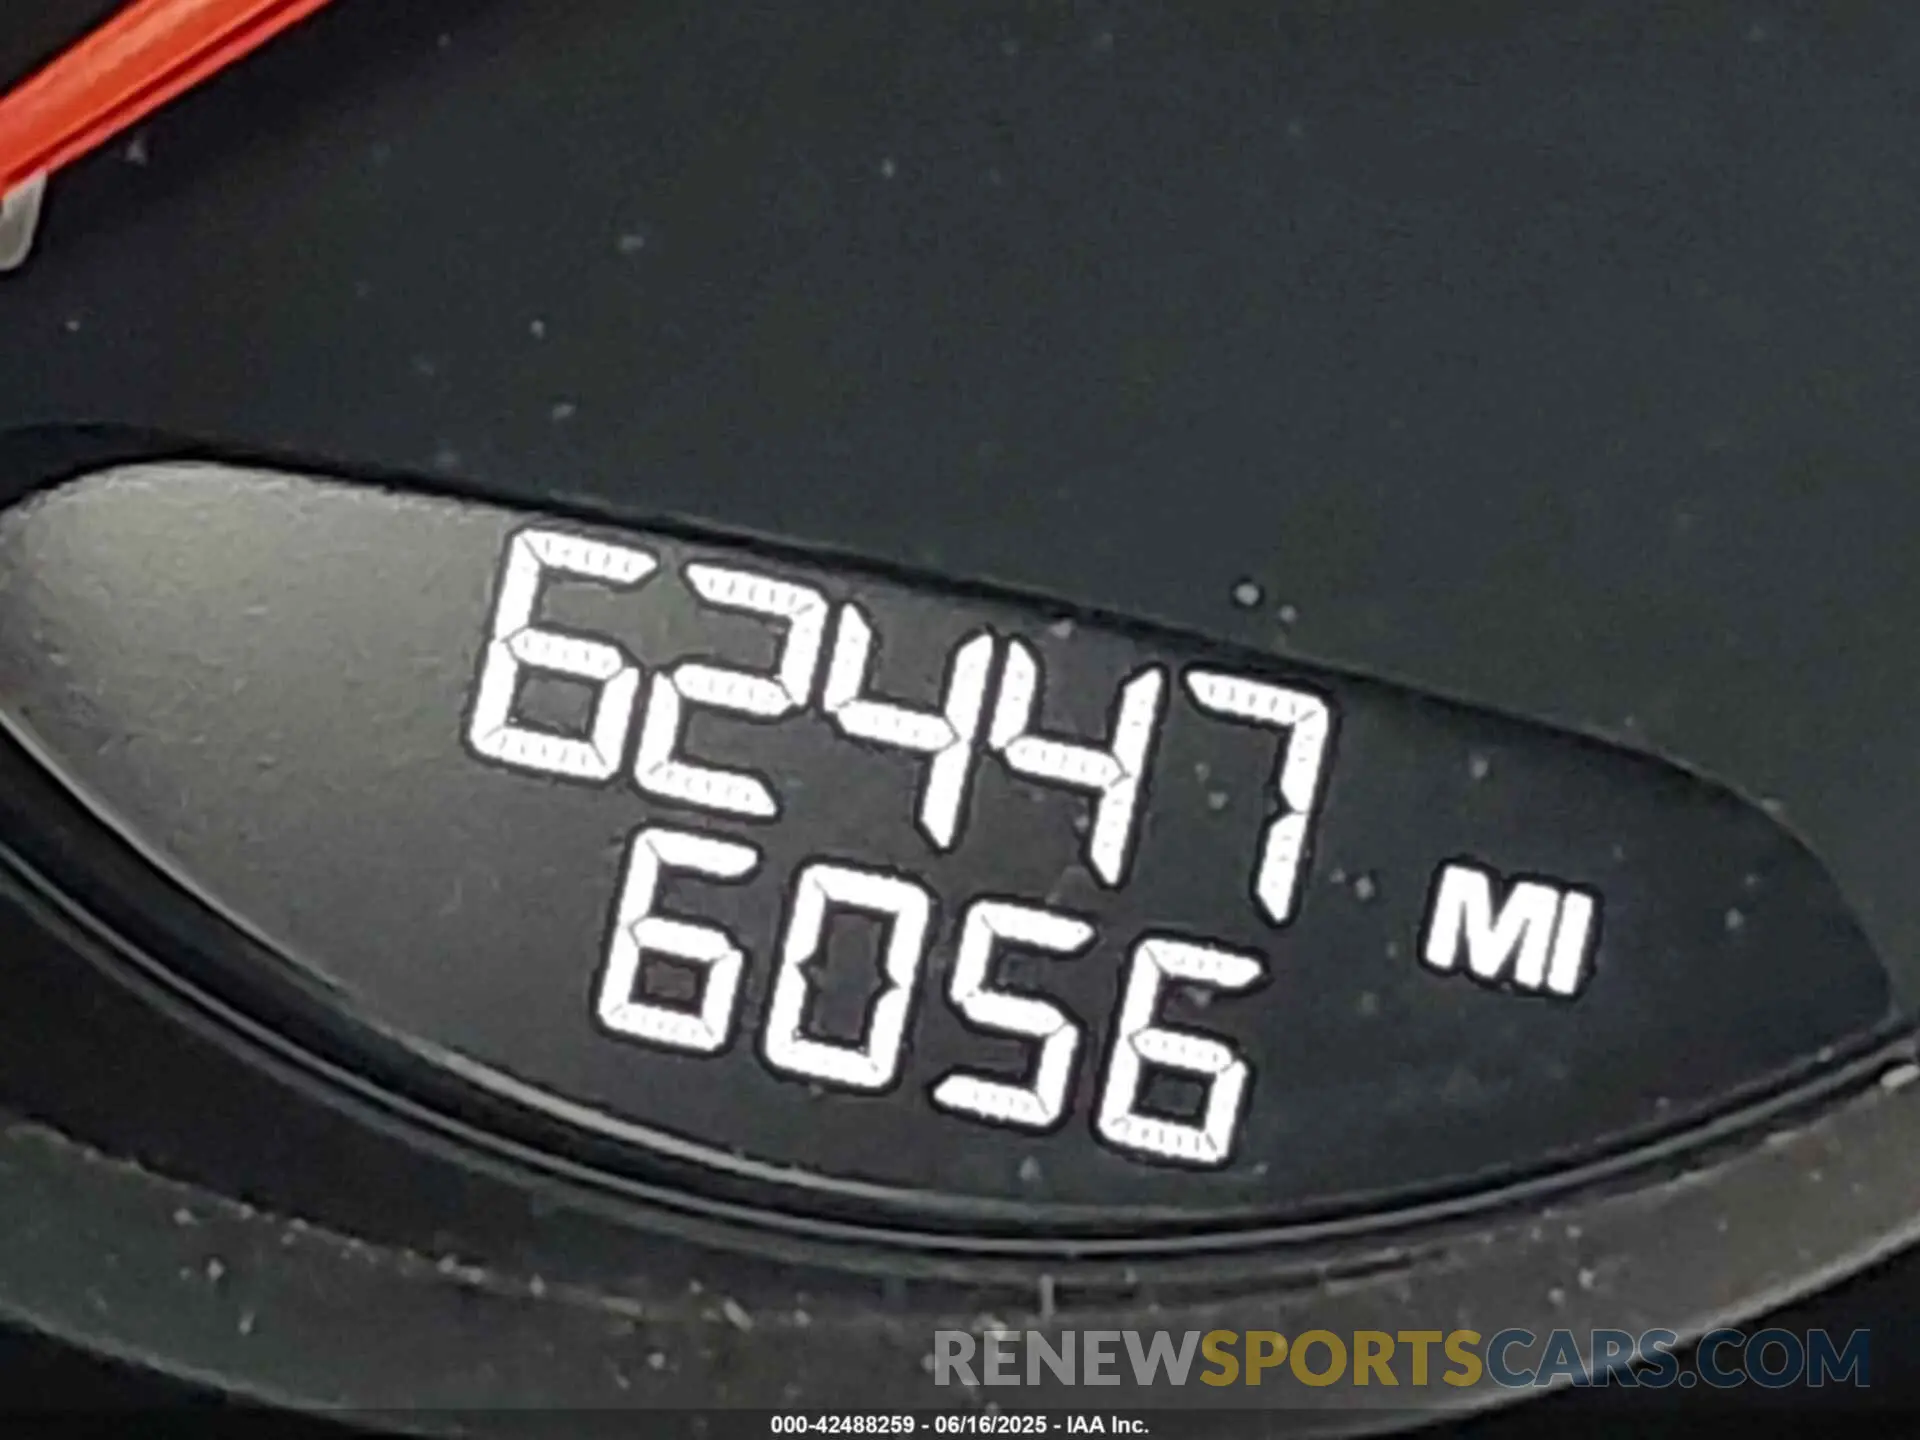 62447
MI
6056
RENEWSPORTSCARS.COM
000-42488259 - 06/16/2025 - IAA Inc.